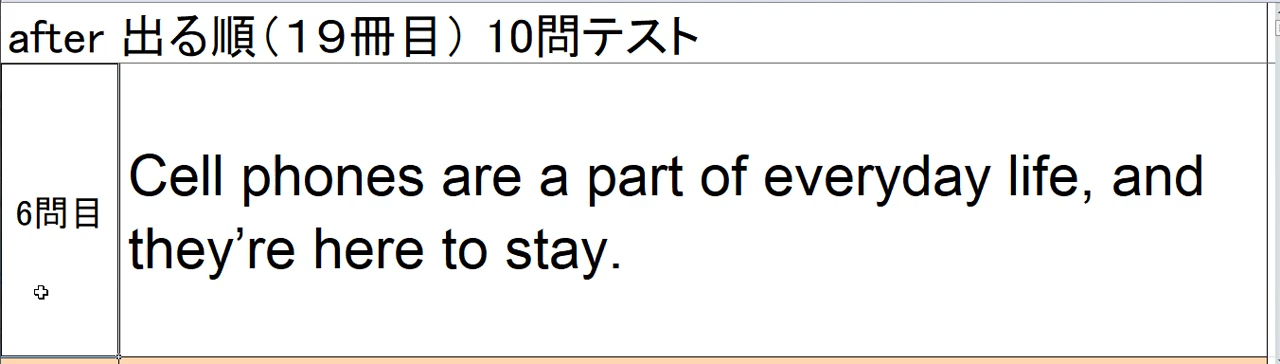 after 出る順（１９冊目） 10問テスト
6問目
Cell phones are a part of everyday life, and
they’re here to stay.